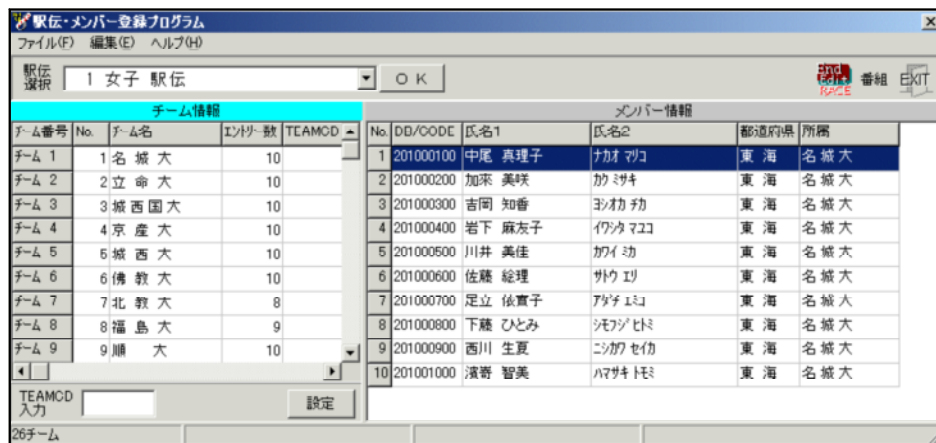 駅伝・メンバー登録プログラム
ファイル(F) 編集(E) ヘルプ(H)
駅伝選択 1 女子 駅伝 OK End Edit RACE 番組 EXIT
チーム情報 メンバー情報
チーム番号 No. チーム名 エントリー数 TEAMCD No. DD/CODE 氏名1 氏名2 都道府県 所属
チーム 1 1 名 城 大 10 1 201000100 中尾 真理子 ナカオ マリコ 東 海 名城大
チーム 2 2 立 命 大 10 2 201000200 加來 美咲 カク ミサキ 東 海 名城大
チーム 3 3 城西国大 10 3 201000300 吉岡 知香 ヨシオカ チカ 東 海 名城大
チーム 4 4 京 産 大 10 4 201000400 岩下 麻友子 イワシタ マユコ 東 海 名城大
チーム 5 5 城 西 大 10 5 201000500 川井 美佳 カワイ ミカ 東 海 名城大
チーム 6 6 佛 教 大 10 6 201000600 佐藤 絵理 サトウ エリ 東 海 名城大
チーム 7 7 北 教 大 8 7 201000700 足立 依實子 アダチ エミコ 東 海 名城大
チーム 8 8 福 島 大 9 8 201000800 下藤 ひとみ シモフジ ヒトミ 東 海 名城大
チーム 9 9 順 大 10 9 201000900 西川 生夏 ニシカワ セイカ 東 海 名城大
10 201001000 濱嵜 智美 ハマサキ トモミ 東 海 名城大
TEAMCD入力 設定
26チーム